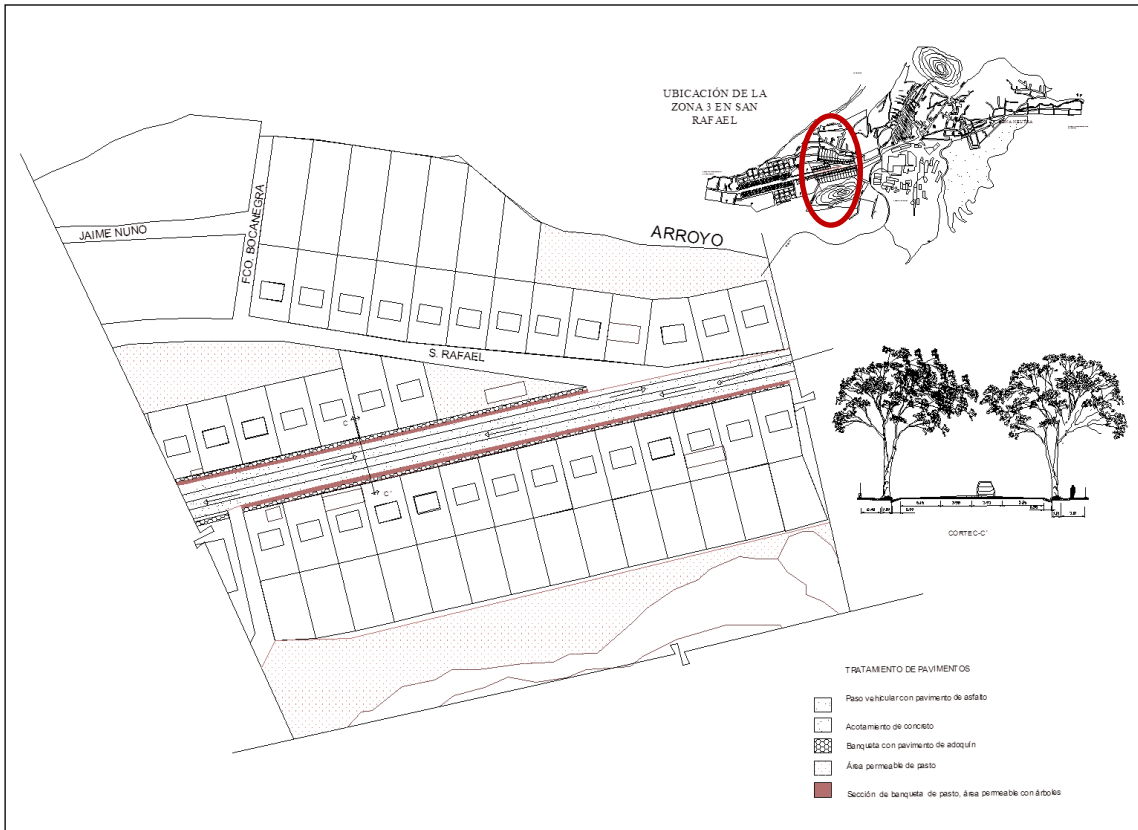 UBICACIÓN DE LA
ZONA 3 EN SAN
RAFAEL
JAIME NUNO
FCO. BOCANEGRA
ARROYO
S. RAFAEL
C
C'
CORTEC-C'
TRATAMIENTO DE PAVIMENTOS
Paso vehicular con pavimento de asfalto
Acotamiento de concreto
Banqueta con pavimento de adoquín
Área permeable de pasto
Sección de banqueta de pasto, área permeable con árboles